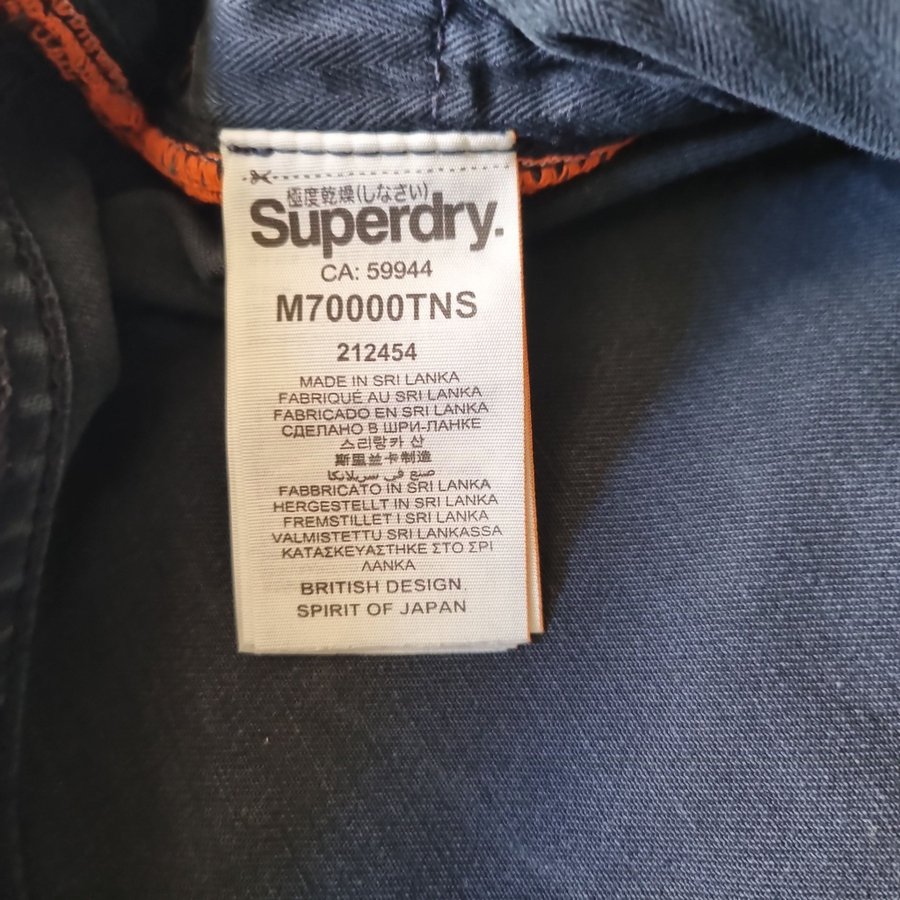 極度乾燥(しなさい)
Superdry.
CA: 59944
M70000TNS
212454
MADE IN SRI LANKA
FABRIQUÉ AU SRI LANKA
FABRICADO EN SRI LANKA
СДЕЛАНО В ШРИ-ЛАНКЕ
스리랑카 산
斯里兰卡制造
صنع في سريلانكا
FABBRICATO IN SRI LANKA
HERGESTELLT IN SRI LANKA
FREMSTILLET I SRI LANKA
VALMISTETTU SRI LANKASSA
ΚΑΤΑΣΚΕΥΑΣΤΗΚΕ ΣΤΟ ΣΡΙ
ΛΑΝΚΑ
BRITISH DESIGN.
SPIRIT OF JAPAN